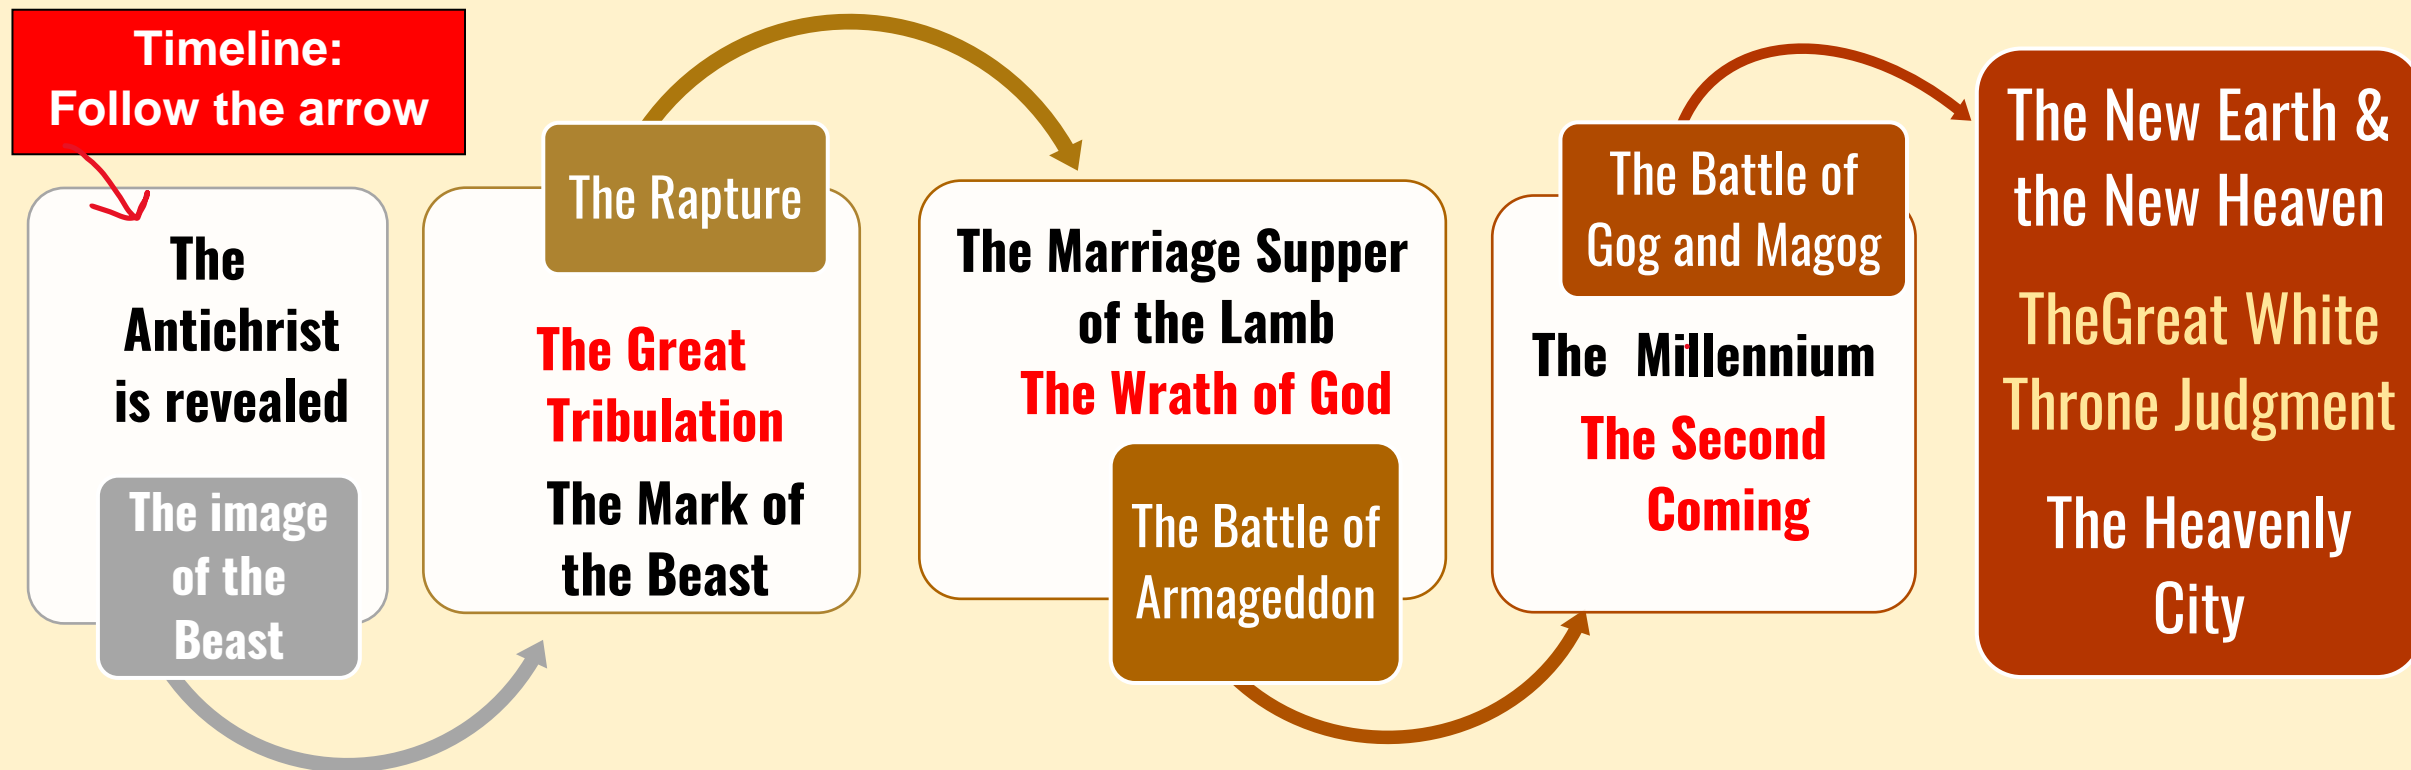 Timeline:
Follow the arrow
The
Antichrist
is revealed
The image
of the
Beast
The Rapture
The Great
Tribulation
The Mark of
the Beast
The Marriage Supper
of the Lamb
The Wrath of God
The Battle of
Armageddon
The Battle of
Gog and Magog
The Millennium
The Second
Coming
The New Earth &
the New Heaven
TheGreat White
Throne Judgment
The Heavenly
City